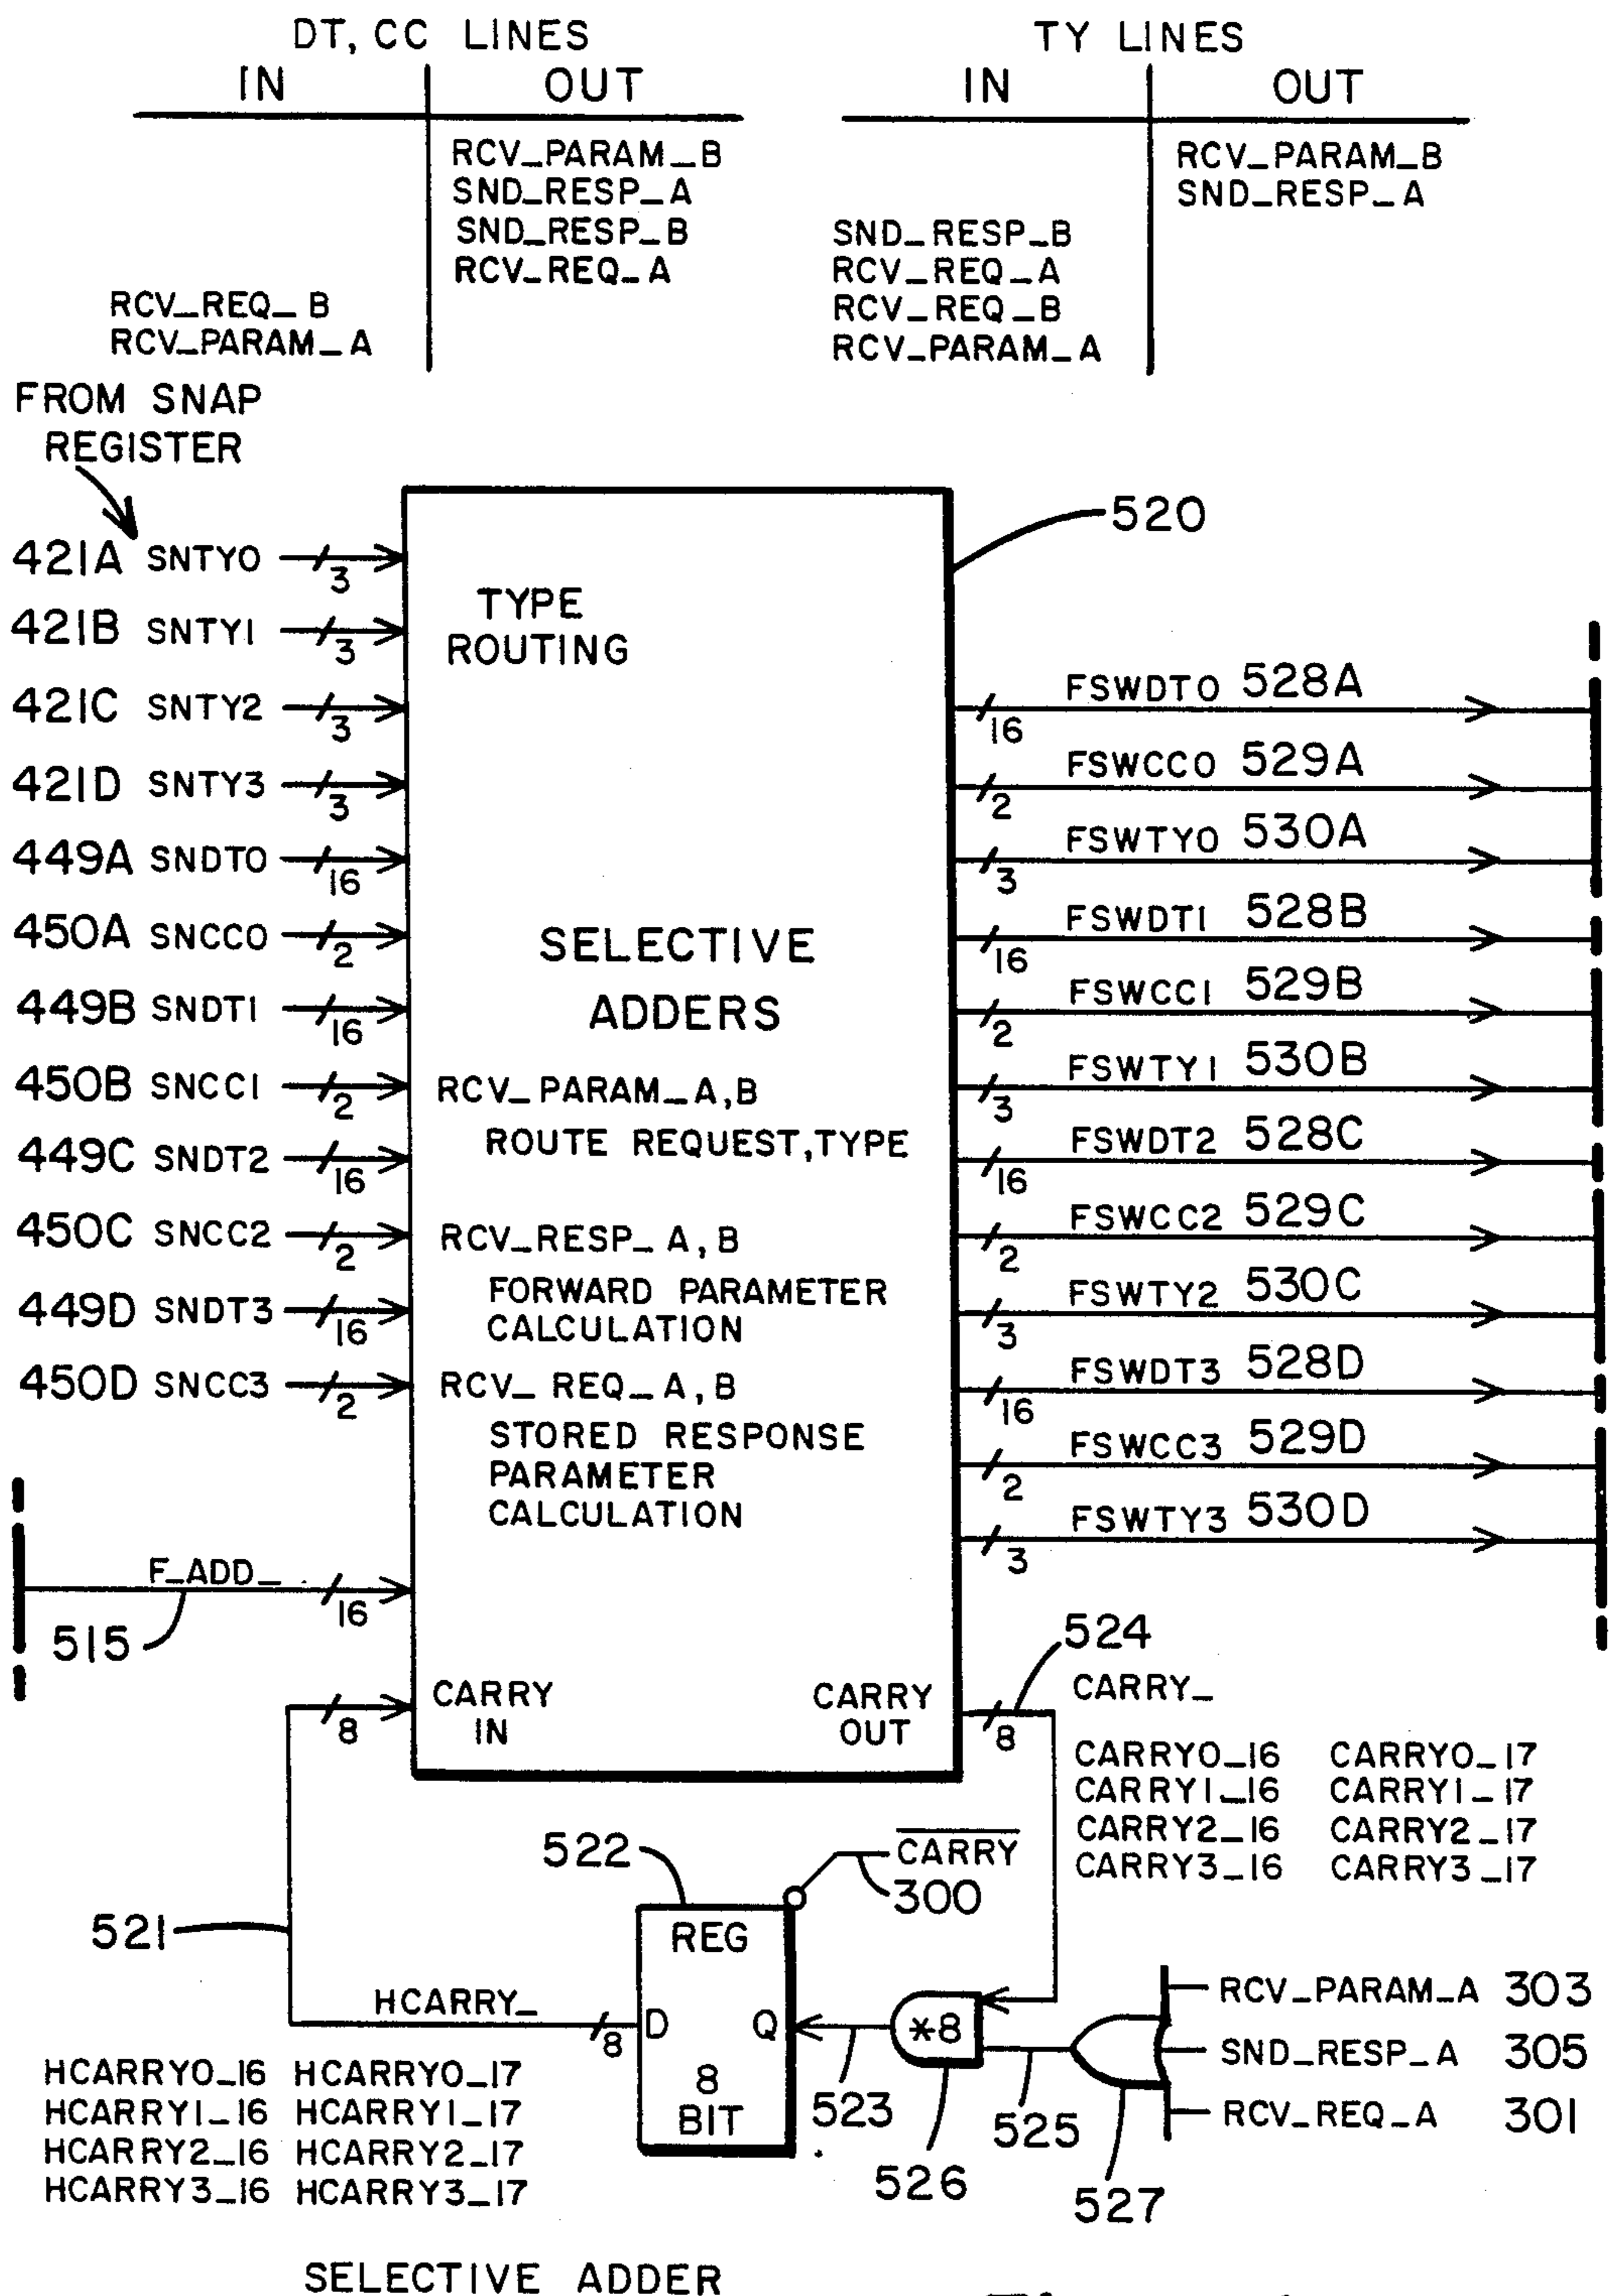 DT, CC LINES
IN OUT
RCV_PARAM_B
SND_RESP_A
SND_RESP_B
RCV_REQ_A
RCV_REQ_B
RCV_PARAM_A
TY LINES
IN OUT
RCV_PARAM_B
SND_RESP_A
SND_RESP_B
RCV_REQ_A
RCV_REQ_B
RCV_PARAM_A
FROM SNAP
REGISTER
421A SNTY0 3
421B SNTY1 3
421C SNTY2 3
421D SNTY3 3
449A SNDT0 16
450A SNCC0 2
449B SNDT1 16
450B SNCC1 2
449C SNDT2 16
450C SNCC2 2
449D SNDT3 16
450D SNCC3 2
F_ADD_ 16
515
520
TYPE
ROUTING
SELECTIVE
ADDERS
RCV_PARAM_A,B
ROUTE REQUEST,TYPE
RCV_RESP_A,B
FORWARD PARAMETER
CALCULATION
RCV_REQ_A,B
STORED RESPONSE
PARAMETER
CALCULATION
CARRY
IN
8
CARRY
OUT
8
16 FSWDT0 528A
2 FSWCC0 529A
3 FSWTY0 530A
16 FSWDT1 528B
2 FSWCC1 529B
3 FSWTY1 530B
16 FSWDT2 528C
2 FSWCC2 529C
3 FSWTY2 530C
16 FSWDT3 528D
2 FSWCC3 529D
3 FSWTY3 530D
524
CARRY_
CARRY0_16 CARRY0_17
CARRY1_16 CARRY1_17
CARRY2_16 CARRY2_17
CARRY3_16 CARRY3_17
522
CARRY
300
521
REG
HCARRY_
8
D Q
8
BIT
*8
523
525
526
527
RCV_PARAM_A 303
SND_RESP_A 305
RCV_REQ_A 301
HCARRY0_16 HCARRY0_17
HCARRY1_16 HCARRY1_17
HCARRY2_16 HCARRY2_17
HCARRY3_16 HCARRY3_17
SELECTIVE ADDER